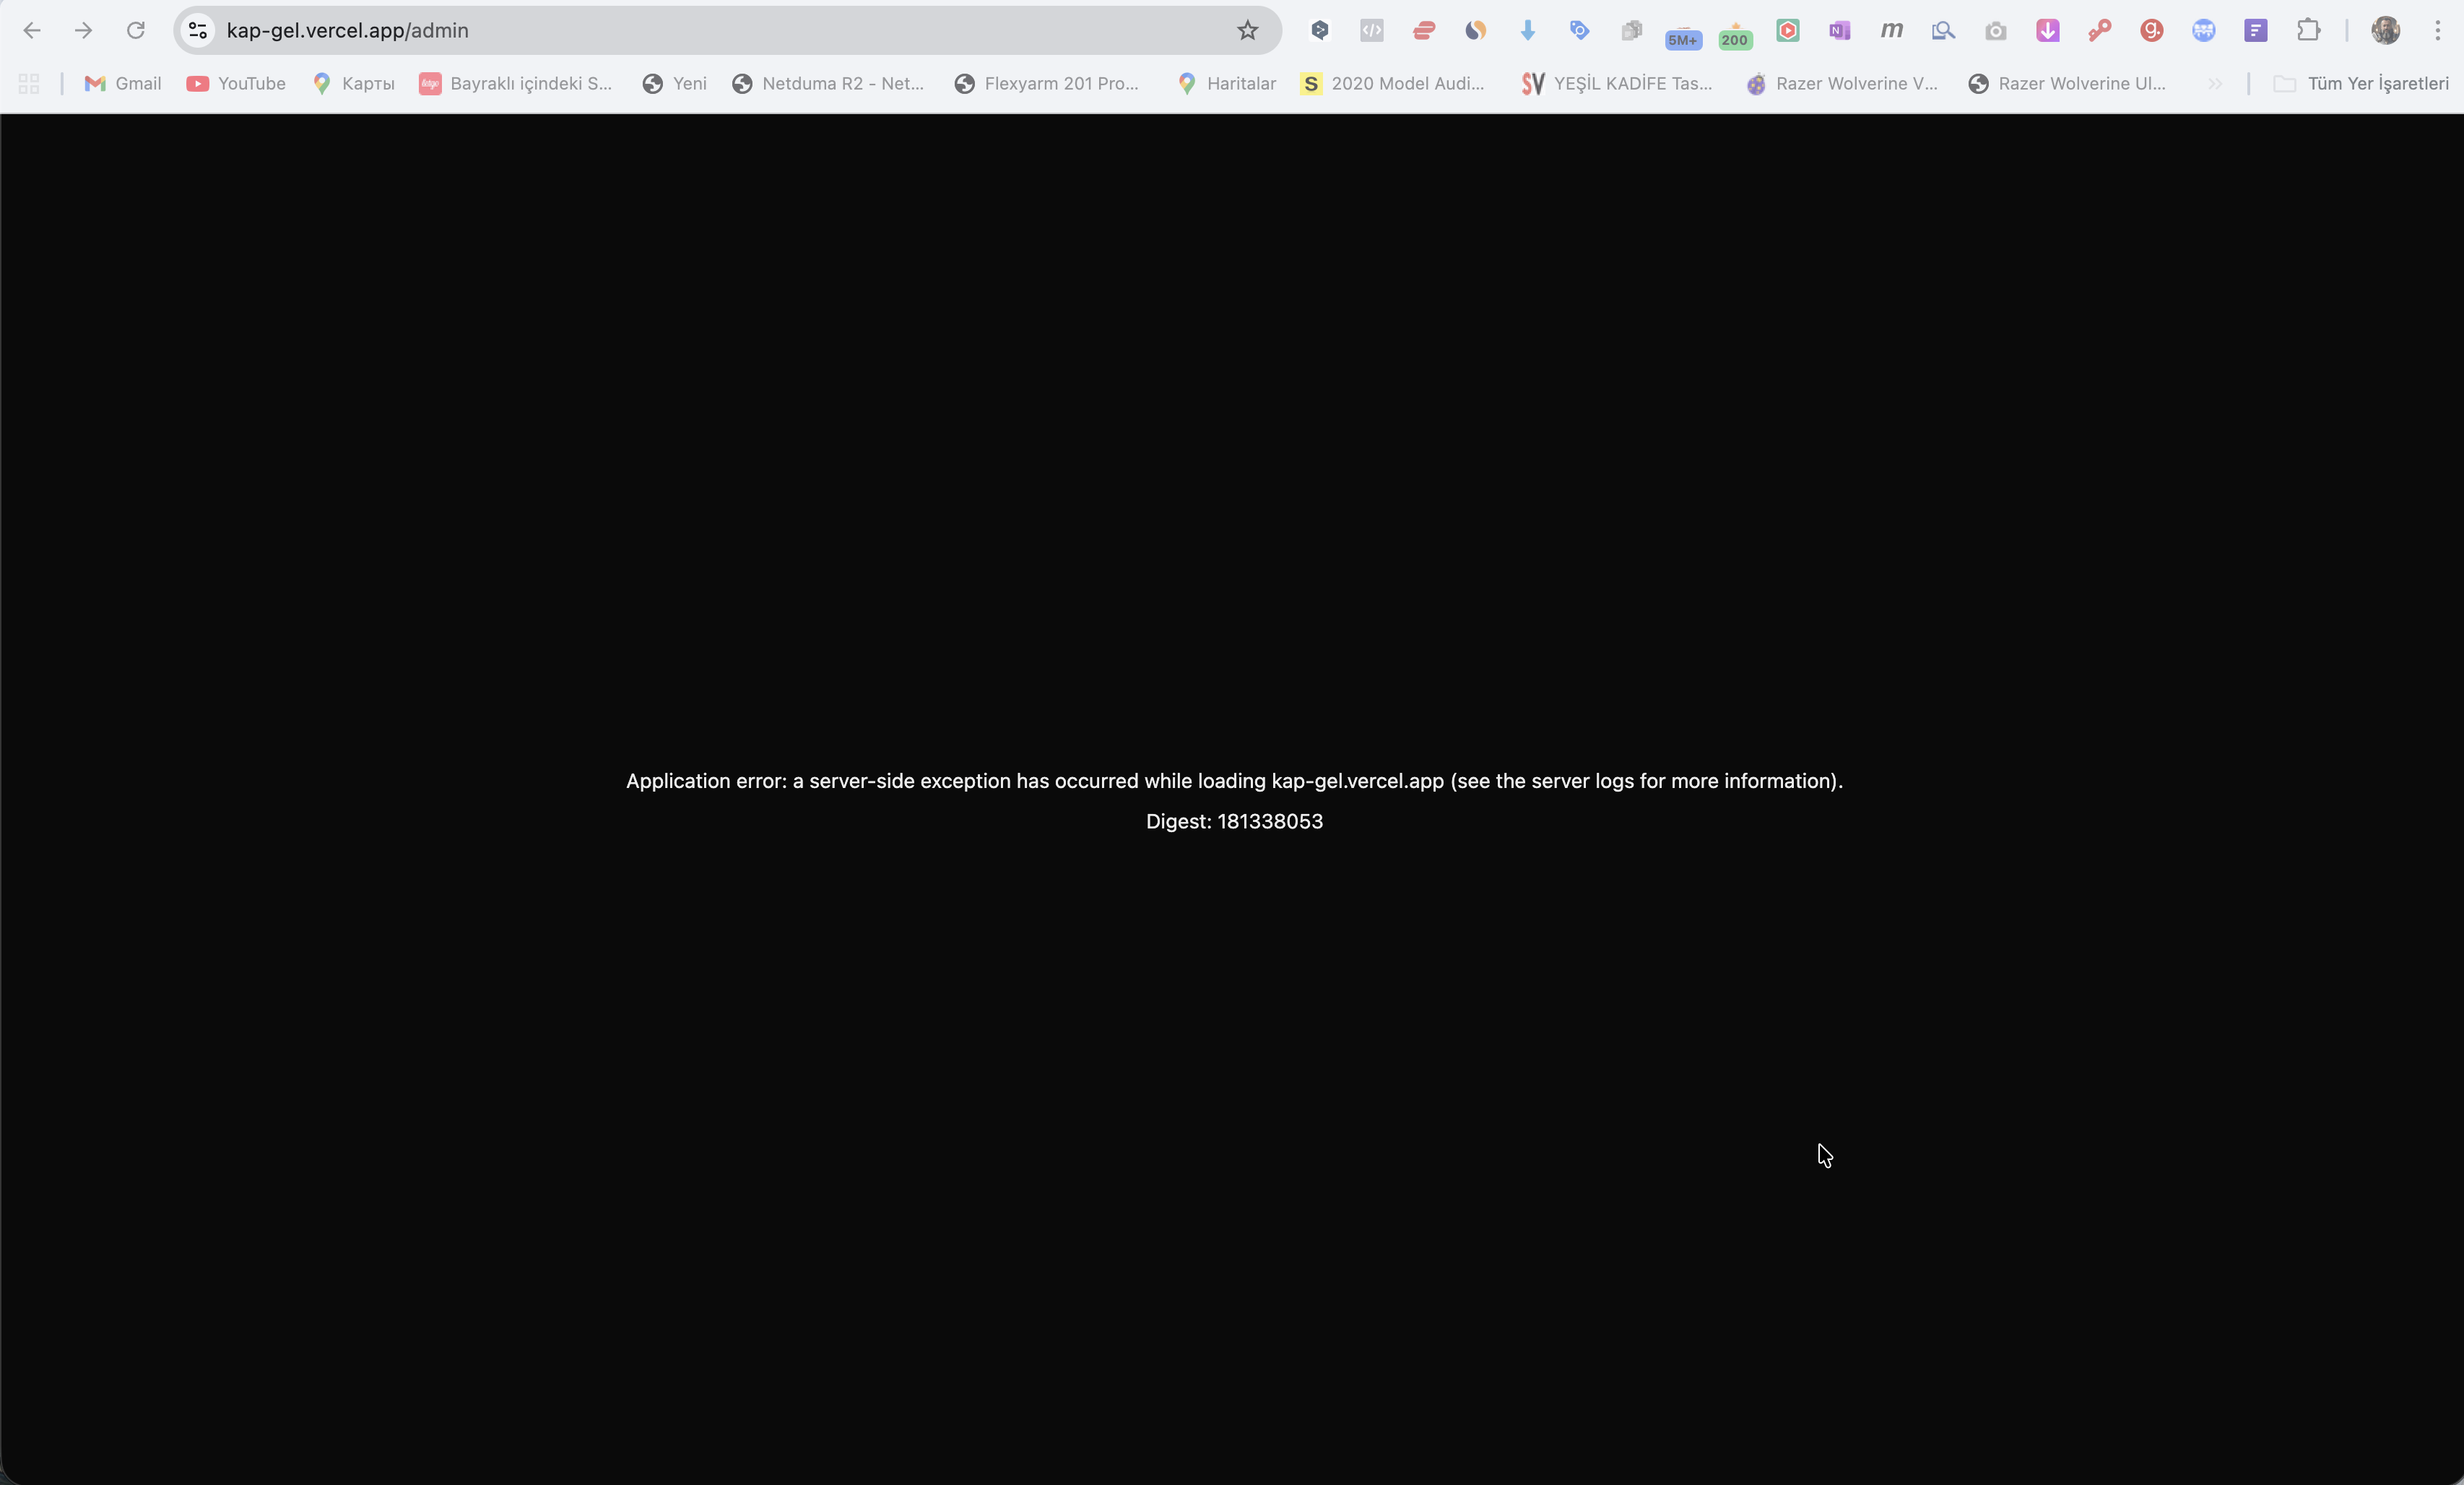 kap-gel.vercel.app/admin
5M+
200
m
g.
Gmail
YouTube
Карты
Bayraklı içindeki S...
Yeni
Netduma R2 - Net...
Flexyarm 201 Pro...
Haritalar
S
2020 Model Audi...
SV
YEŞİL KADİFE Tas...
Razer Wolverine V...
Razer Wolverine Ul...
Tüm Yer İşaretleri
Application error: a server-side exception has occurred while loading kap-gel.vercel.app (see the server logs for more information).
Digest: 181338053